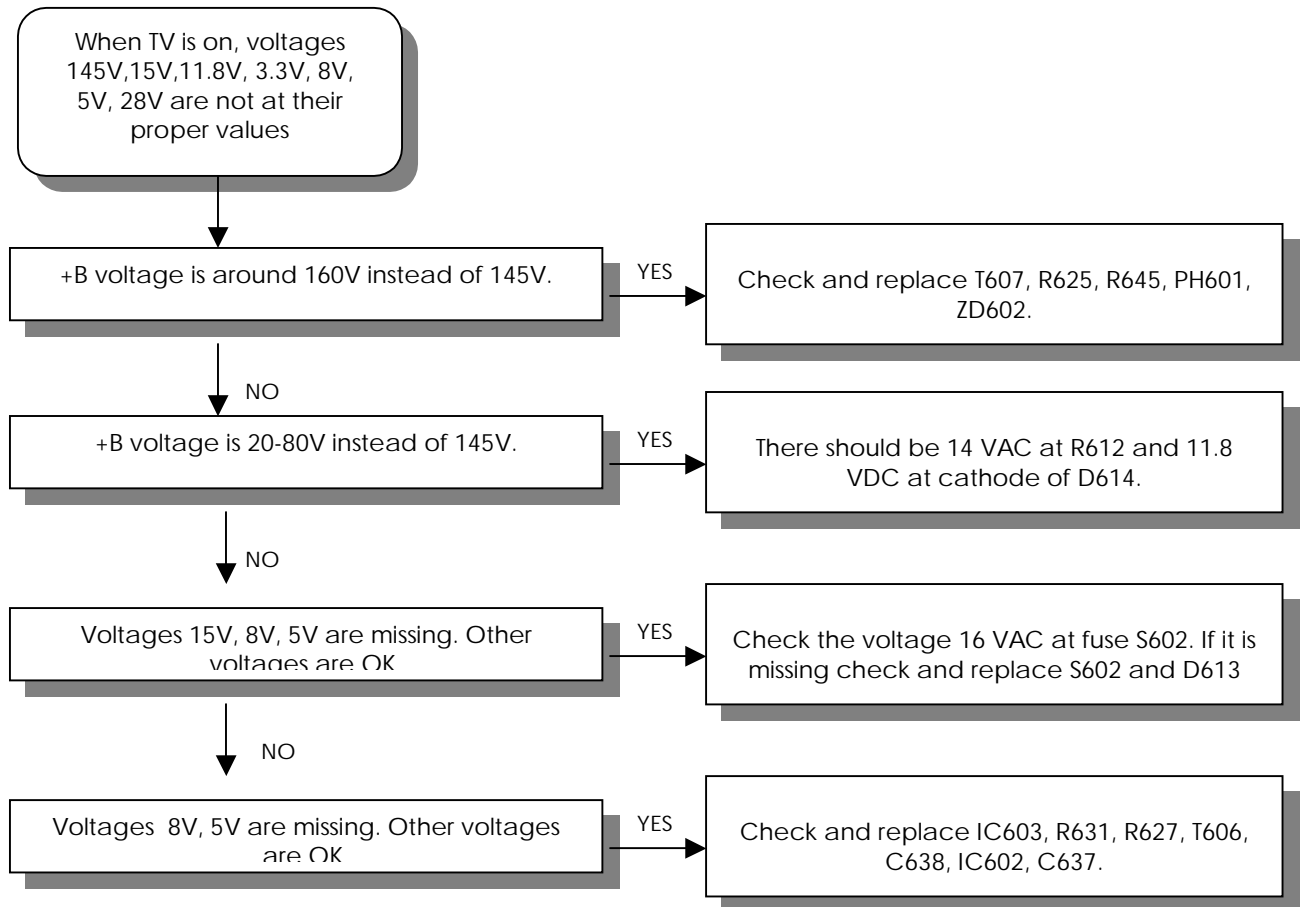 When TV is on, voltages
145V,15V,11.8V, 3.3V, 8V,
5V, 28V are not at their
proper values
+B voltage is around 160V instead of 145V.
YES
Check and replace T607, R625, R645, PH601,
ZD602.
NO
+B voltage is 20-80V instead of 145V.
YES
There should be 14 VAC at R612 and 11.8
VDC at cathode of D614.
NO
Voltages 15V, 8V, 5V are missing. Other
voltages are OK
YES
Check the voltage 16 VAC at fuse S602. If it is
missing check and replace S602 and D613
NO
Voltages 8V, 5V are missing. Other voltages
are OK
YES
Check and replace IC603, R631, R627, T606,
C638, IC602, C637.